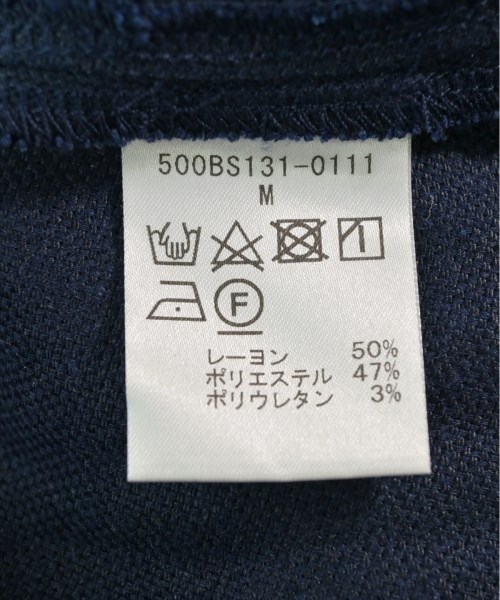 500BS131-0111
M
F
レーヨン 50%
ポリエステル 47%
ポリウレタン 3%